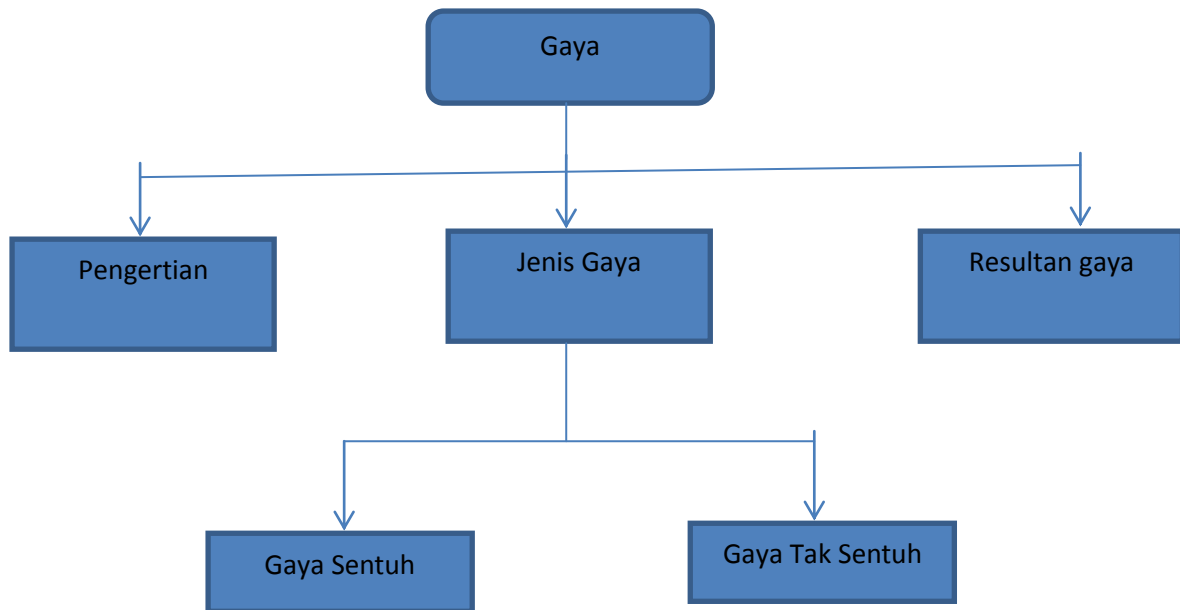 Gaya
Pengertian
Jenis Gaya
Resultan gaya
Gaya Sentuh
Gaya Tak Sentuh